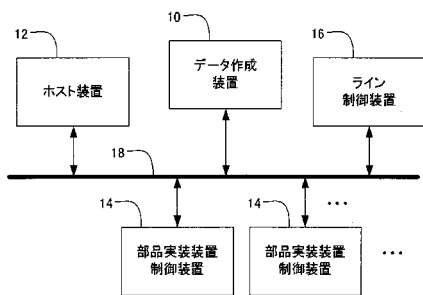 12
ホスト装置
10
データ作成
装置
16
ライン
制御装置
18
14
部品実装装置
制御装置
14
部品実装装置
制御装置
...
...